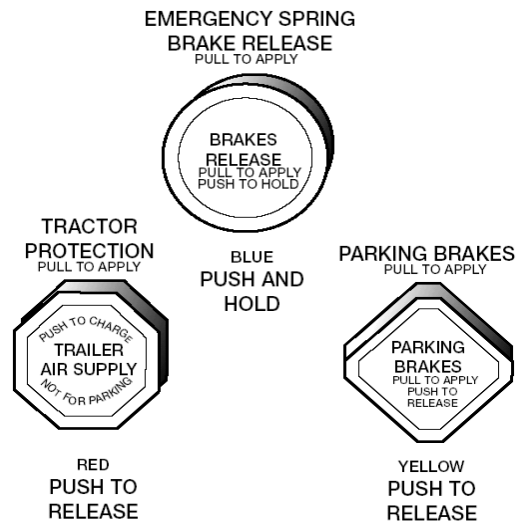 EMERGENCY SPRING
BRAKE RELEASE
PULL TO APPLY
BRAKES
RELEASE
PULL TO APPLY
PUSH TO HOLD
BLUE
PUSH AND
HOLD
TRACTOR
PROTECTION
PULL TO APPLY
PUSH TO CHARGE
TRAILER
AIR SUPPLY
NOT FOR PARKING
RED
PUSH TO
RELEASE
PARKING BRAKES
PULL TO APPLY
PARKING
BRAKES
PULL TO APPLY
PUSH TO
RELEASE
YELLOW
PUSH TO
RELEASE